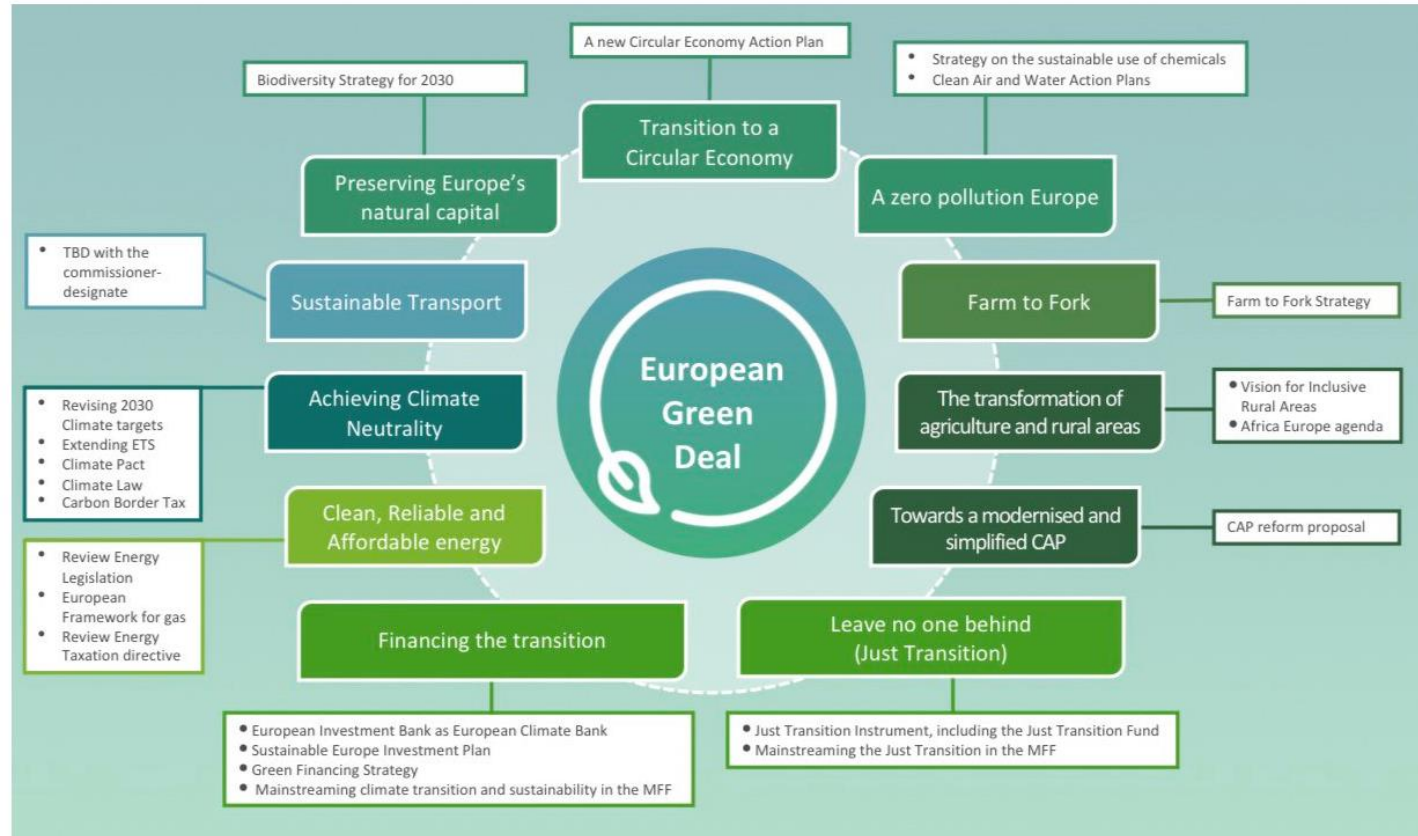 A new Circular Economy Action Plan
Biodiversity Strategy for 2030
• Strategy on the sustainable use of chemicals
• Clean Air and Water Action Plans
Transition to a
Circular Economy
Preserving Europe's
natural capital
A zero pollution Europe
• TBD with the
commissioner-
designate
Sustainable Transport
Farm to Fork
Farm to Fork Strategy
European
Green
Deal
• Revising 2030
Climate targets
• Extending ETS
• Climate Pact
• Climate Law
• Carbon Border Tax
Achieving Climate
Neutrality
The transformation of
agriculture and rural areas
• Vision for Inclusive
Rural Areas
• Africa Europe agenda
Clean, Reliable and
Affordable energy
Towards a modernised and
simplified CAP
CAP reform proposal
• Review Energy
Legislation
• European
Framework for gas
• Review Energy
Taxation directive
Financing the transition
Leave no one behind
(Just Transition)
• European Investment Bank as European Climate Bank
• Sustainable Europe Investment Plan
• Green Financing Strategy
• Mainstreaming climate transition and sustainability in the MFF
• Just Transition Instrument, including the Just Transition Fund
• Mainstreaming the Just Transition in the MFF